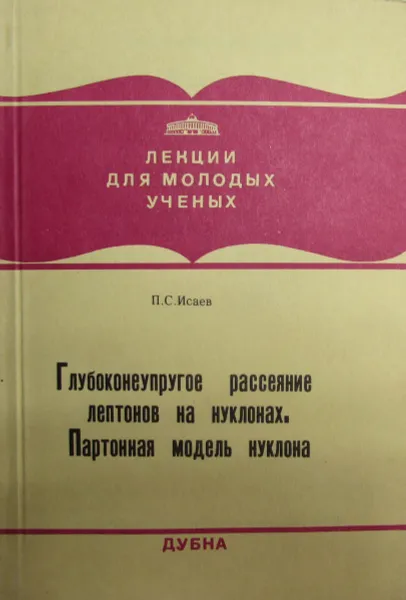 ЛЕКЦИИ
ДЛЯ МОЛОДЫХ
УЧЕНЫХ
П.С.Исаев
Глубоконеупругое рассеяние
лептонов на нуклонах.
Партонная модель нуклона
ДУБНА